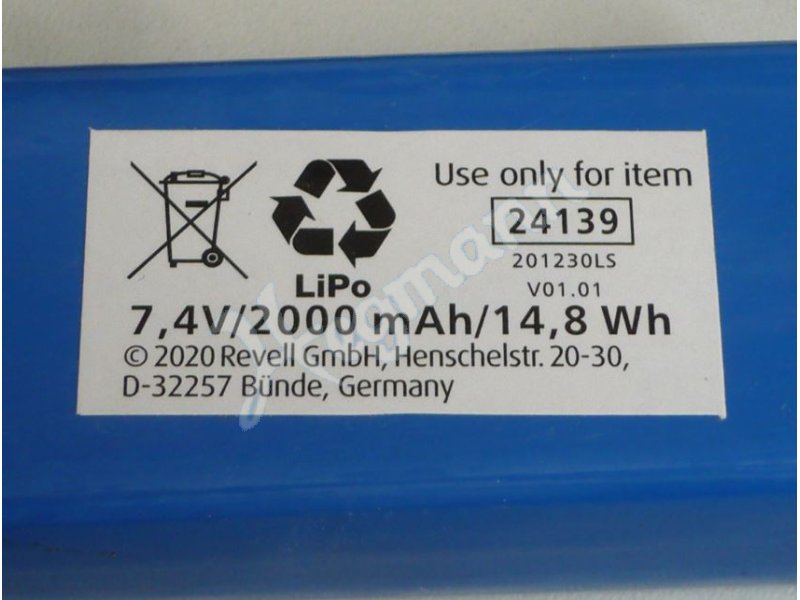 Use only for item
24139
201230LS
V01.01
LiPo
7,4V/2000 mAh/14,8 Wh
© 2020 Revell GmbH, Henschelstr. 20-30,
D-32257 Bünde, Germany